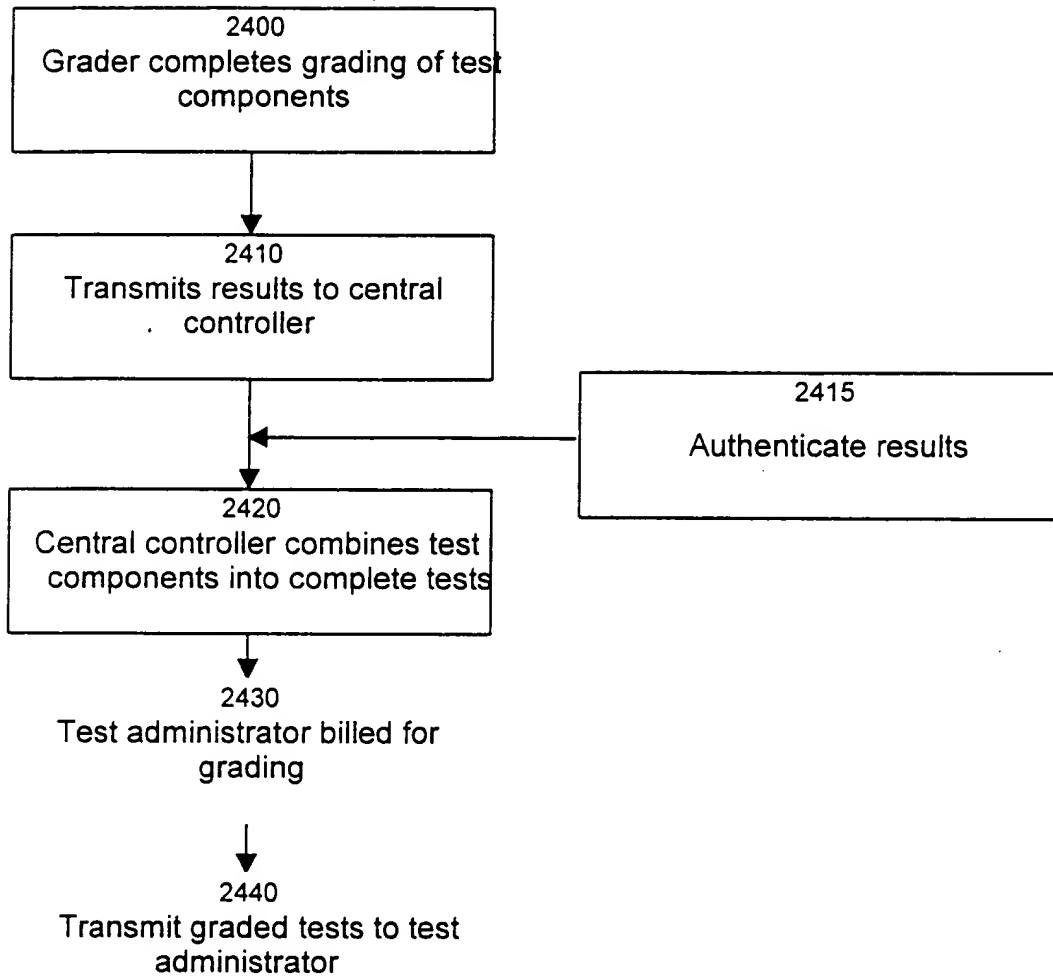 2400
Grader completes grading of test
components
2410
Transmits results to central
controller
2415
Authenticate results
2420
Central controller combines test
components into complete tests
2430
Test administrator billed for
grading
2440
Transmit graded tests to test
administrator